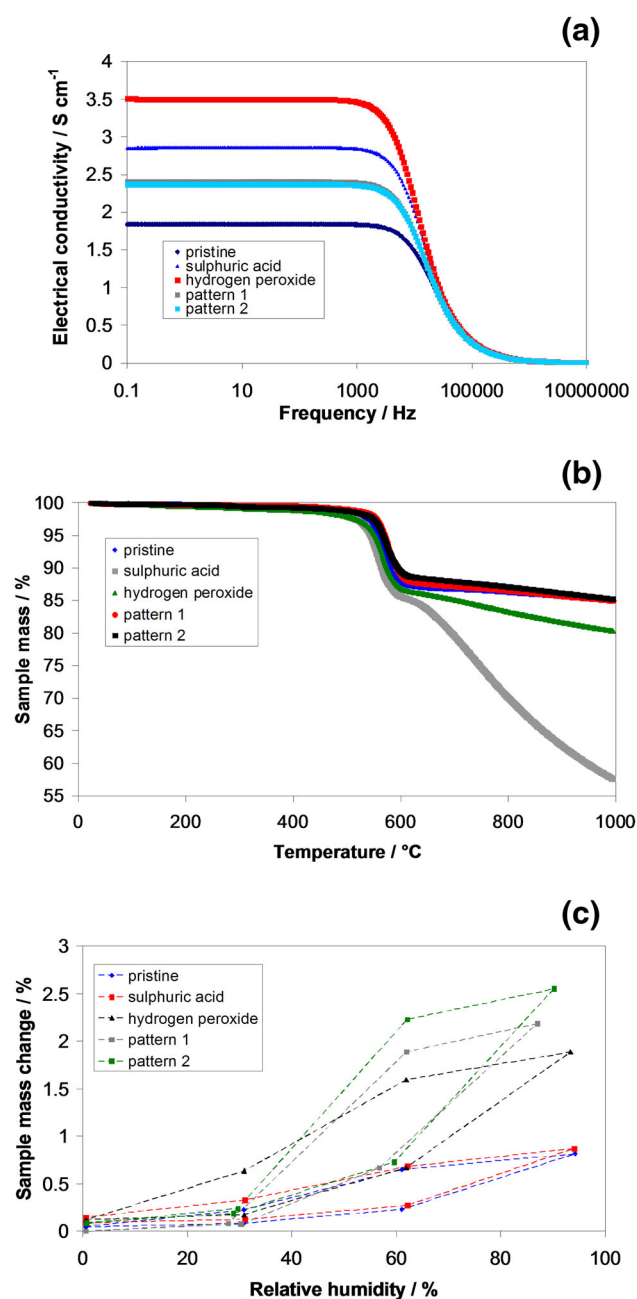 (a)
Electrical conductivity / S cm⁻¹
4
3.5
3
2.5
2
1.5
1
0.5
0
pristine
sulphuric acid
hydrogen peroxide
pattern 1
pattern 2
0.1 10 1000 100000 10000000
Frequency / Hz
(b)
Sample mass / %
100
95
90
85
80
75
70
65
60
55
pristine
sulphuric acid
hydrogen peroxide
pattern 1
pattern 2
0 200 400 600 800 1000
Temperature / °C
(c)
Sample mass change / %
3
2.5
2
1.5
1
0.5
0
pristine
sulphuric acid
hydrogen peroxide
pattern 1
pattern 2
0 20 40 60 80 100
Relative humidity / %